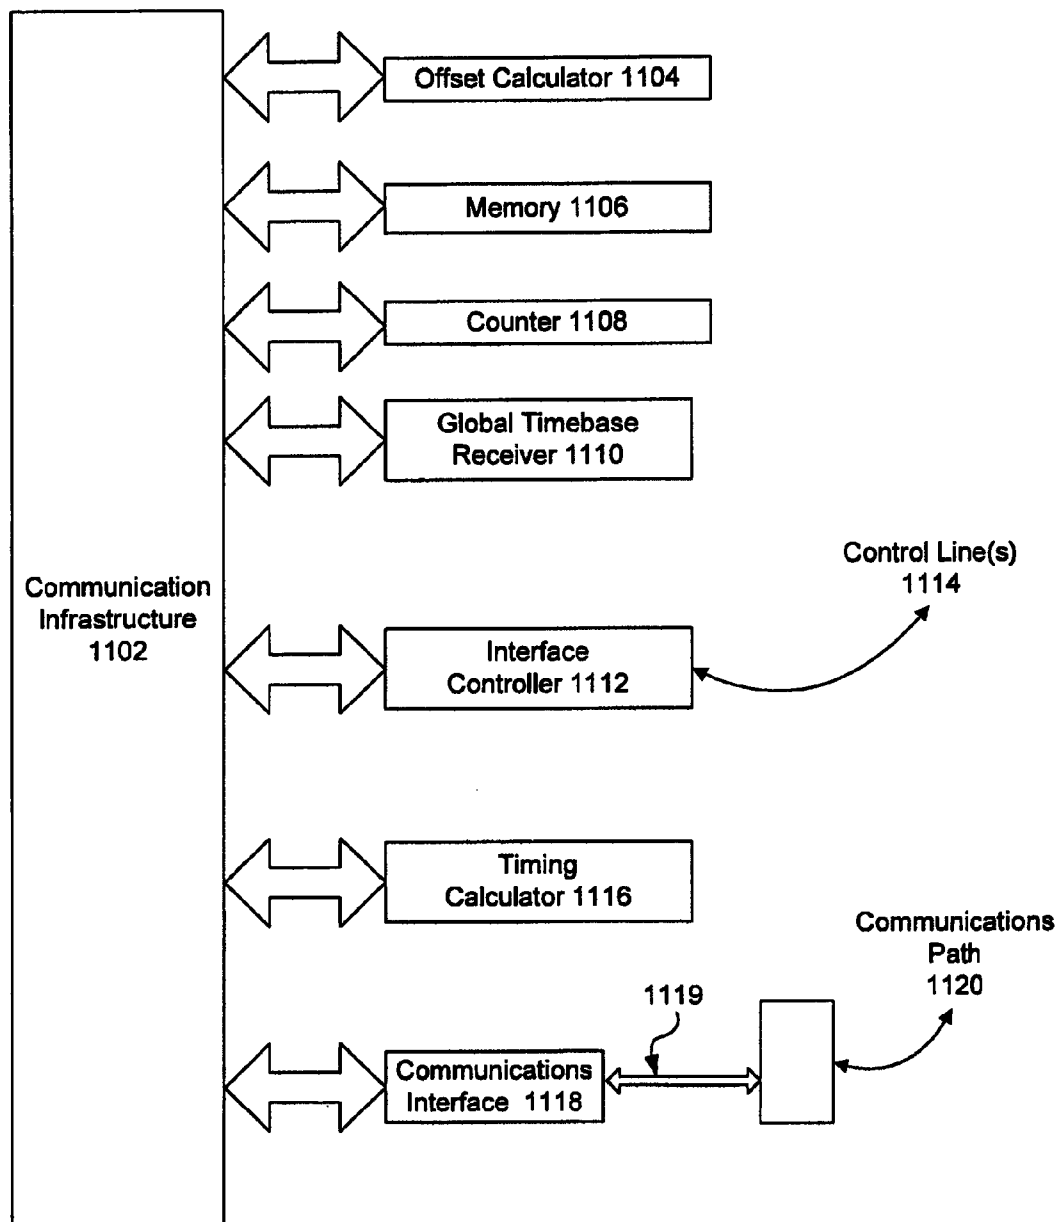 Offset Calculator 1104
Memory 1106
Counter 1108
Global Timebase
Receiver 1110
Control Line(s)
1114
Communication
Infrastructure
1102
Interface
Controller 1112
Timing
Calculator 1116
Communications
Path
1120
1119
Communications
Interface 1118